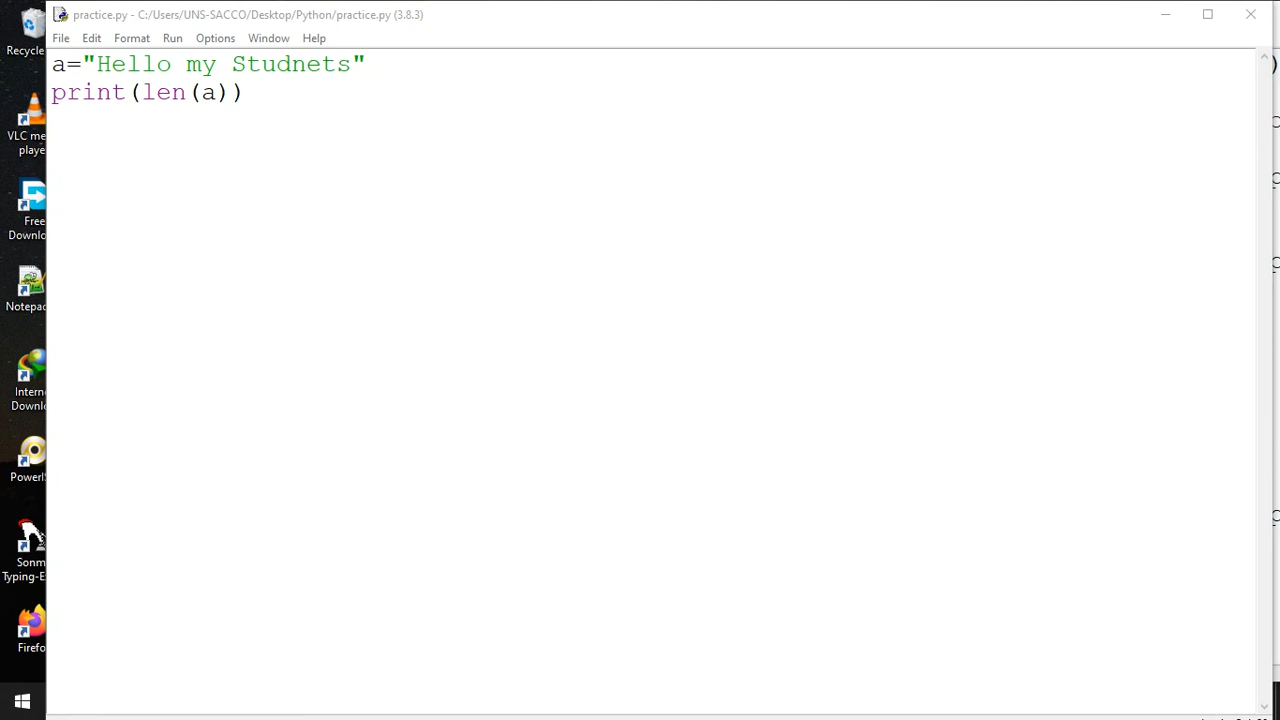 practice.py - C:/Users/UNS-SACCO/Desktop/Python/practice.py (3.8.3)
File Edit Format Run Options Window Help
a="Hello my Studnets"
print(len(a))
Recycle
VLC me
playe
Free
Downlo
Notepa
Intern
Downlo
PowerI
Sonm
Typing-E
Firefo